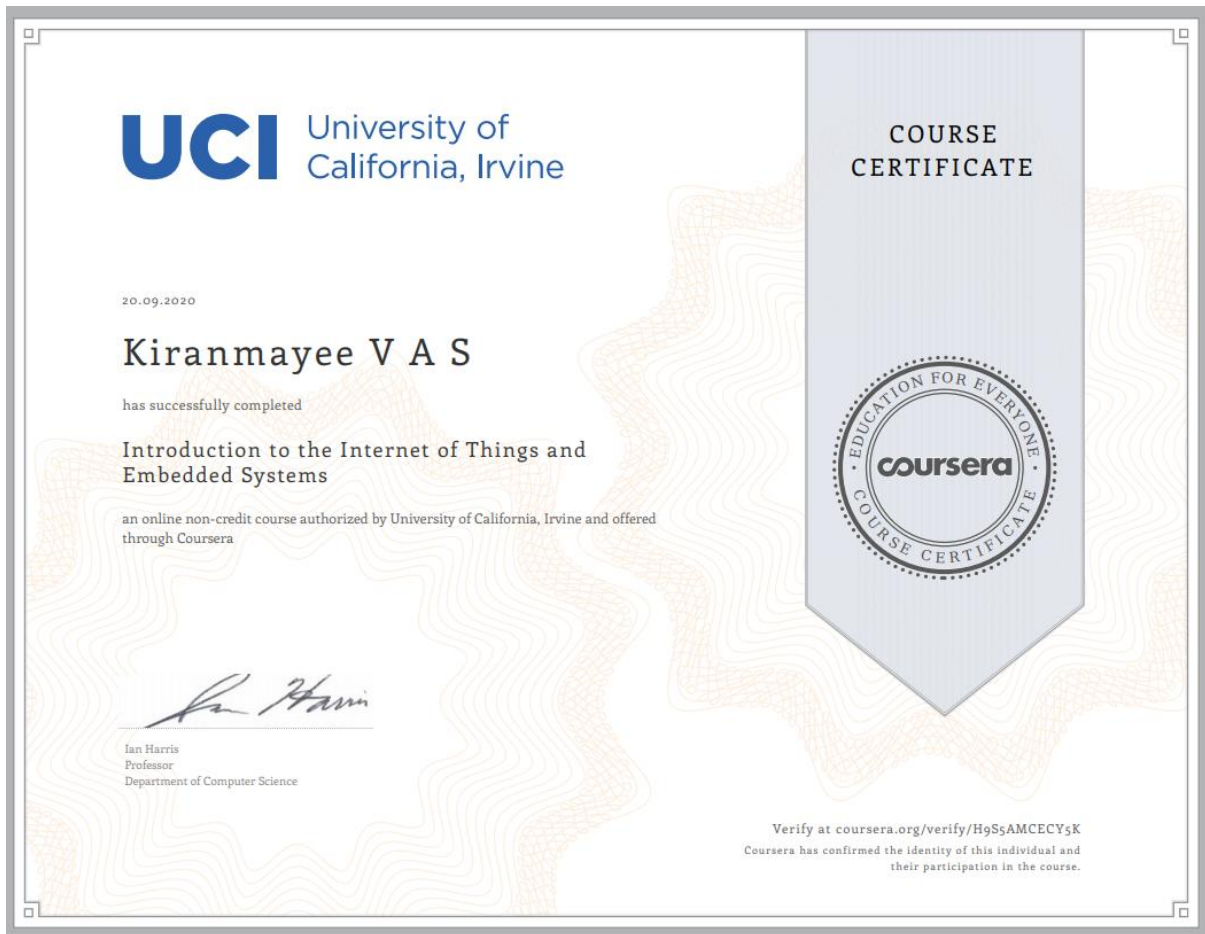 UCI University of
California, Irvine
COURSE
CERTIFICATE
20.09.2020
Kiranmayee V A S
has successfully completed
Introduction to the Internet of Things and
Embedded Systems
an online non-credit course authorized by University of California, Irvine and offered
through Coursera
EDUCATION FOR EVERYONE
coursera
COURSE CERTIFICATE
Ian Harris
Ian Harris
Professor
Department of Computer Science
Verify at coursera.org/verify/H9S5AMCECY5K
Coursera has confirmed the identity of this individual and
their participation in the course.